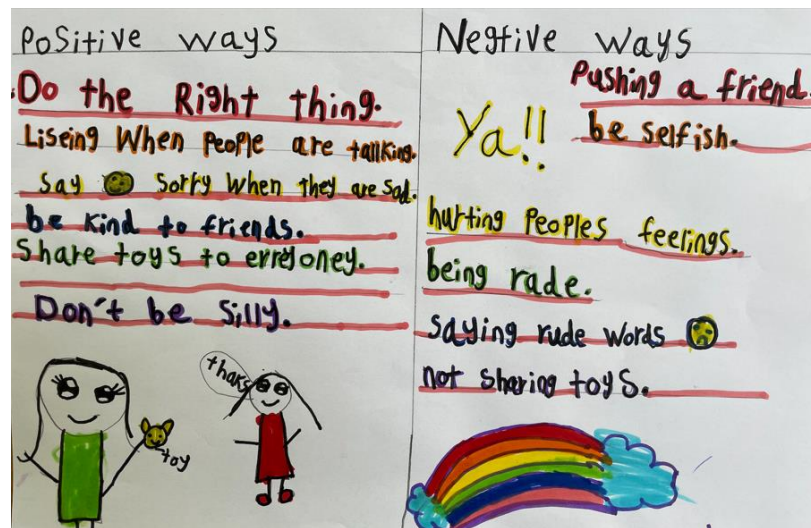 Positive ways
Do the Right thing.
Liseing When people are tallking.
Say sorry when they are sad.
be kind to friends.
Share toys to erreyoney.
Don't be silly.
thaks
toy
Negtive ways
Pushing a friend.
Ya!!
be selfish.
hurting peoples feelings.
being rade.
saying rude words
not sharing toys.